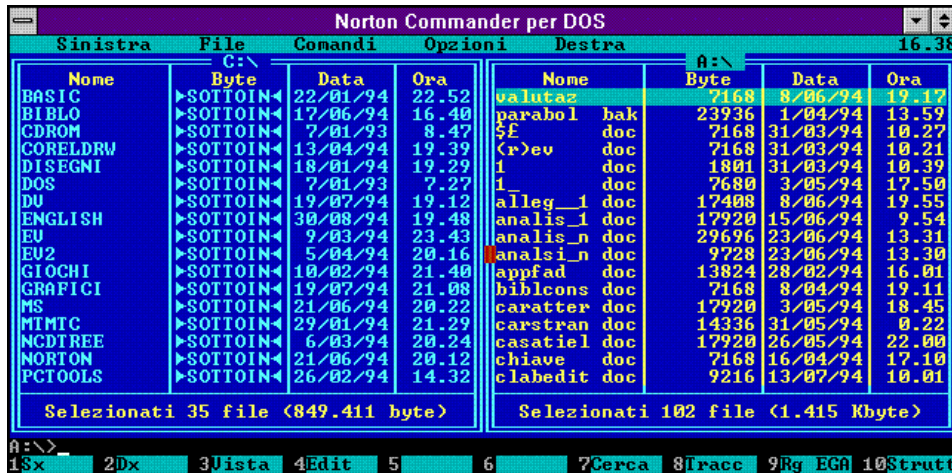 Norton Commander per DOS
Sinistra File Comandi Opzioni Destra 16.38
C:\ A:\
Nome Byte Data Ora Nome Byte Data Ora
BASIC ►SOTTOIN◄ 22/01/94 22.52 valutaz 7168 8/06/94 19.17
BIBLO ►SOTTOIN◄ 17/06/94 16.40 parabol bak 23936 1/04/94 13.59
CDROM ►SOTTOIN◄ 7/01/93 8.47 $£ doc 7168 31/03/94 10.27
CORELDRW ►SOTTOIN◄ 13/04/94 19.39 (r)ev doc 7168 31/03/94 10.21
DISEGNI ►SOTTOIN◄ 18/01/94 19.29 1 doc 1801 31/03/94 10.39
DOS ►SOTTOIN◄ 7/01/93 7.27 1_ doc 7680 3/05/94 17.50
DV ►SOTTOIN◄ 19/07/94 19.12 alleg__1 doc 17408 8/06/94 19.55
ENGLISH ►SOTTOIN◄ 30/08/94 19.48 analis_1 doc 17920 15/06/94 9.54
EV ►SOTTOIN◄ 9/03/94 23.43 analis_n doc 29696 23/06/94 13.31
EV2 ►SOTTOIN◄ 5/04/94 20.16 analsi_n doc 9728 23/06/94 13.30
GIOCHI ►SOTTOIN◄ 10/02/94 21.40 appfad doc 13824 28/02/94 16.01
GRAFICI ►SOTTOIN◄ 19/07/94 21.08 biblcons doc 7168 8/04/94 19.11
MS ►SOTTOIN◄ 21/06/94 20.22 caratter doc 17920 3/05/94 18.45
MTMTC ►SOTTOIN◄ 29/01/94 21.29 carstran doc 14336 31/05/94 0.22
NCDTREE ►SOTTOIN◄ 6/03/94 20.24 casatiel doc 17920 26/05/94 22.00
NORTON ►SOTTOIN◄ 21/06/94 20.12 chiave doc 7168 16/04/94 17.10
PCTOOLS ►SOTTOIN◄ 26/02/94 14.32 clabedit doc 9216 13/07/94 10.01
Selezionati 35 file (849.411 byte) Selezionati 102 file (1.415 Kbyte)
A:\>_
1Sx 2Dx 3Vista 4Edit 5 6 7Cerca 8Tracc 9Rg EGA 10Strut